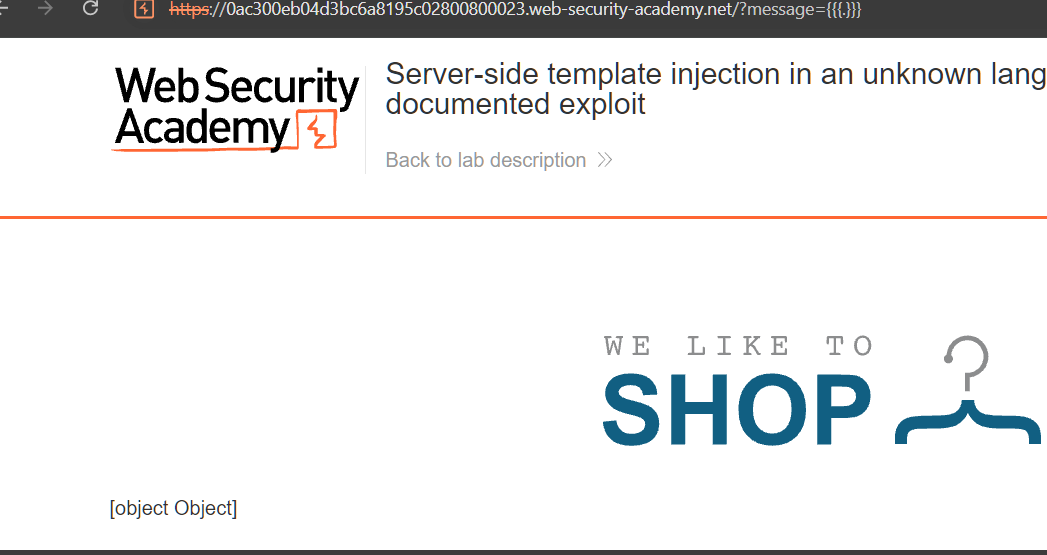 https://0ac300eb04d3bc6a8195c02800800023.web-security-academy.net/?message={{{.}}}
Web Security
Academy
Server-side template injection in an unknown lang
documented exploit
Back to lab description
WE LIKE TO
SHOP
[object Object]